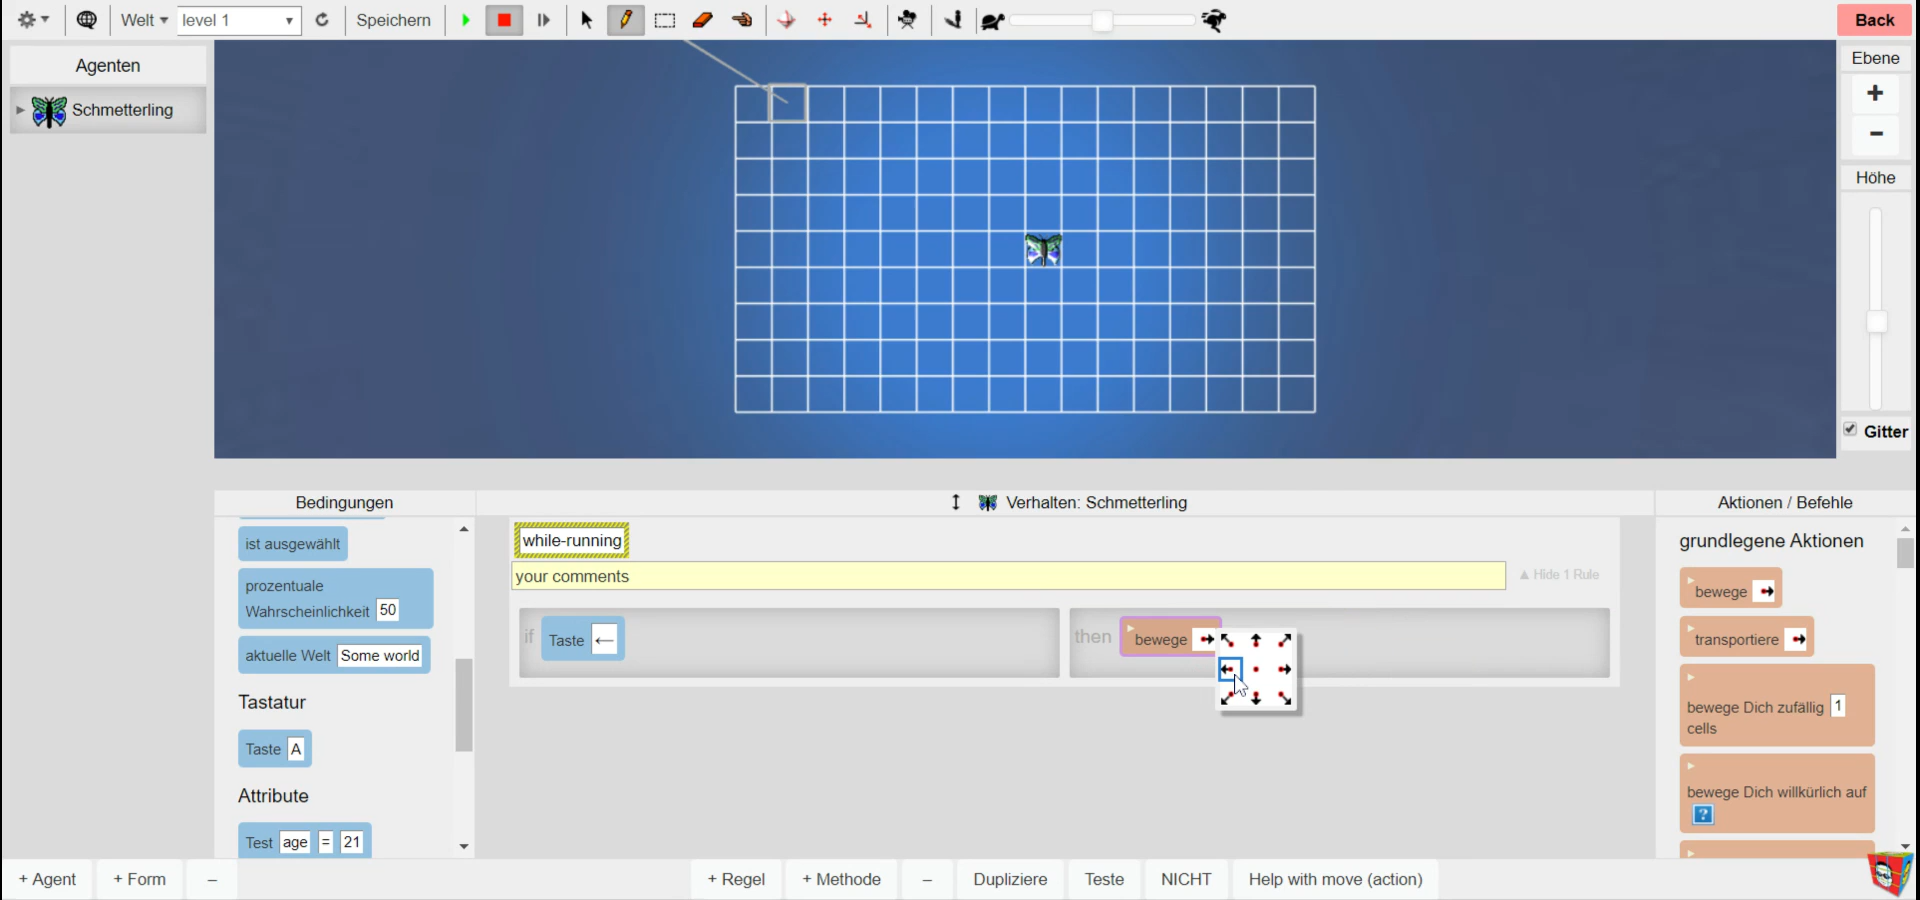 Welt level 1 Speichern Back
Agenten
Schmetterling
Ebene
+
−
Höhe
Gitter
Bedingungen
ist ausgewählt
prozentuale
Wahrscheinlichkeit 50
aktuelle Welt Some world
Tastatur
Taste A
Attribute
Test age = 21
Verhalten: Schmetterling
while-running
your comments
▲ Hide 1 Rule
if Taste ←
then bewege
Aktionen / Befehle
grundlegene Aktionen
bewege
transportiere
bewege Dich zufällig 1
cells
bewege Dich willkürlich auf
?
+ Agent + Form − + Regel + Methode − Dupliziere Teste NICHT Help with move (action)